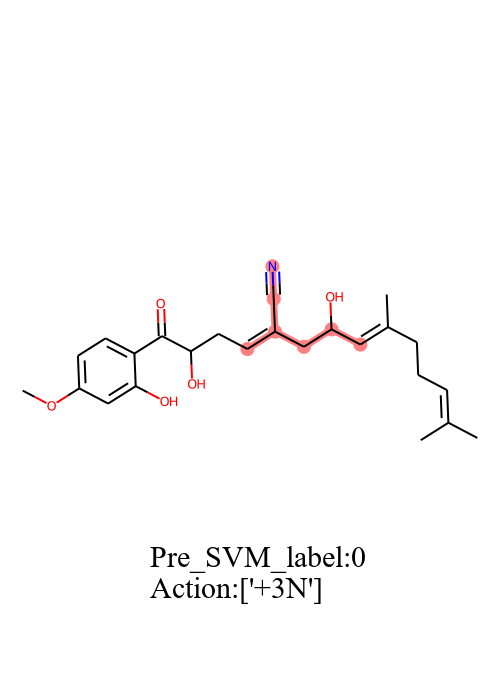 N
OH
O
OH
OH
O
Pre_SVM_label:0
Action:['+3N']